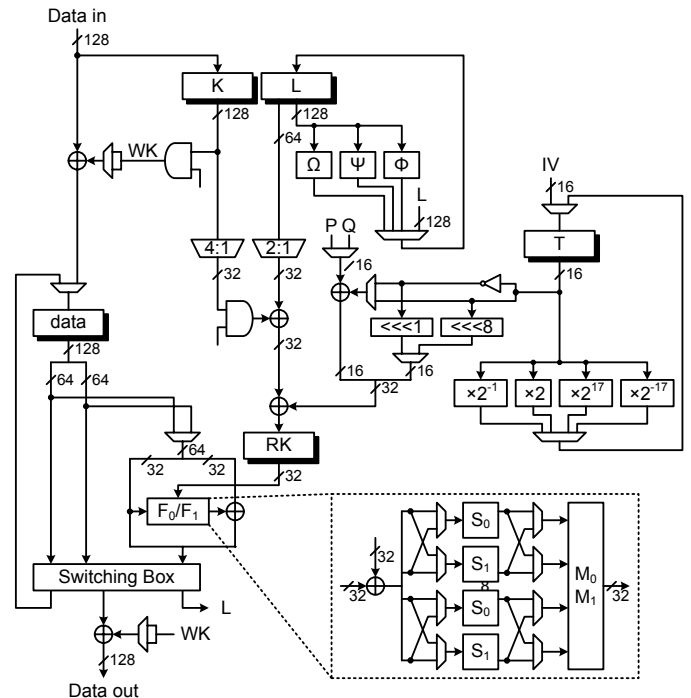 Data in
128
K
L
128
128
64
WK
Ω
Ψ
Φ
L
128
IV
16
T
16
P Q
16
4:1
2:1
32
32
<<<1
<<<8
32
16
32
16
×2⁻¹
×2
×2¹⁷
×2⁻¹⁷
data
128
64
64
64
RK
32
32
32
F₀/F₁
Switching Box
L
WK
128
Data out
32
32
S₀
S₁
8
S₀
S₁
M₀
M₁
32